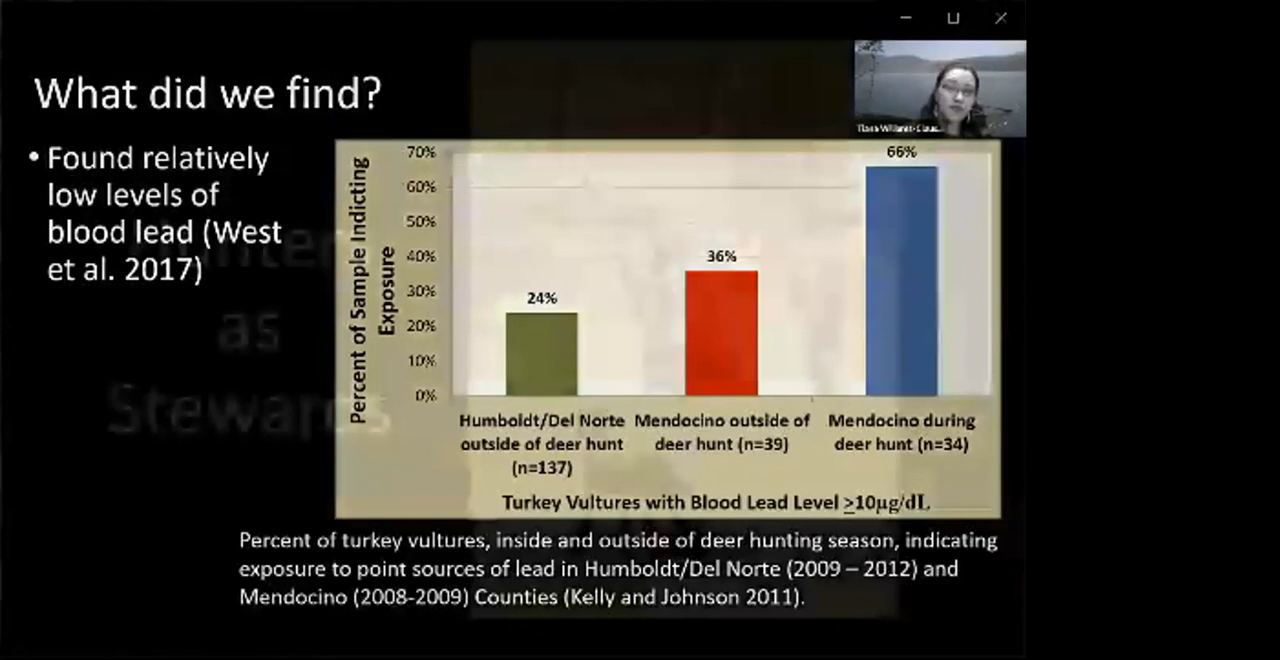 What did we find?
• Found relatively
low levels of
blood lead (West
et al. 2017)
as
Stewards
Percent of Sample Indicting
Exposure
70%
60%
50%
40%
30%
20%
10%
0%
24%
36%
66%
Humboldt/Del Norte
outside of deer hunt
(n=137)
Mendocino outside of
deer hunt (n=39)
Mendocino during
deer hunt (n=34)
Turkey Vultures with Blood Lead Level ≥10µg/dL
Percent of turkey vultures, inside and outside of deer hunting season, indicating
exposure to point sources of lead in Humboldt/Del Norte (2009 – 2012) and
Mendocino (2008-2009) Counties (Kelly and Johnson 2011).